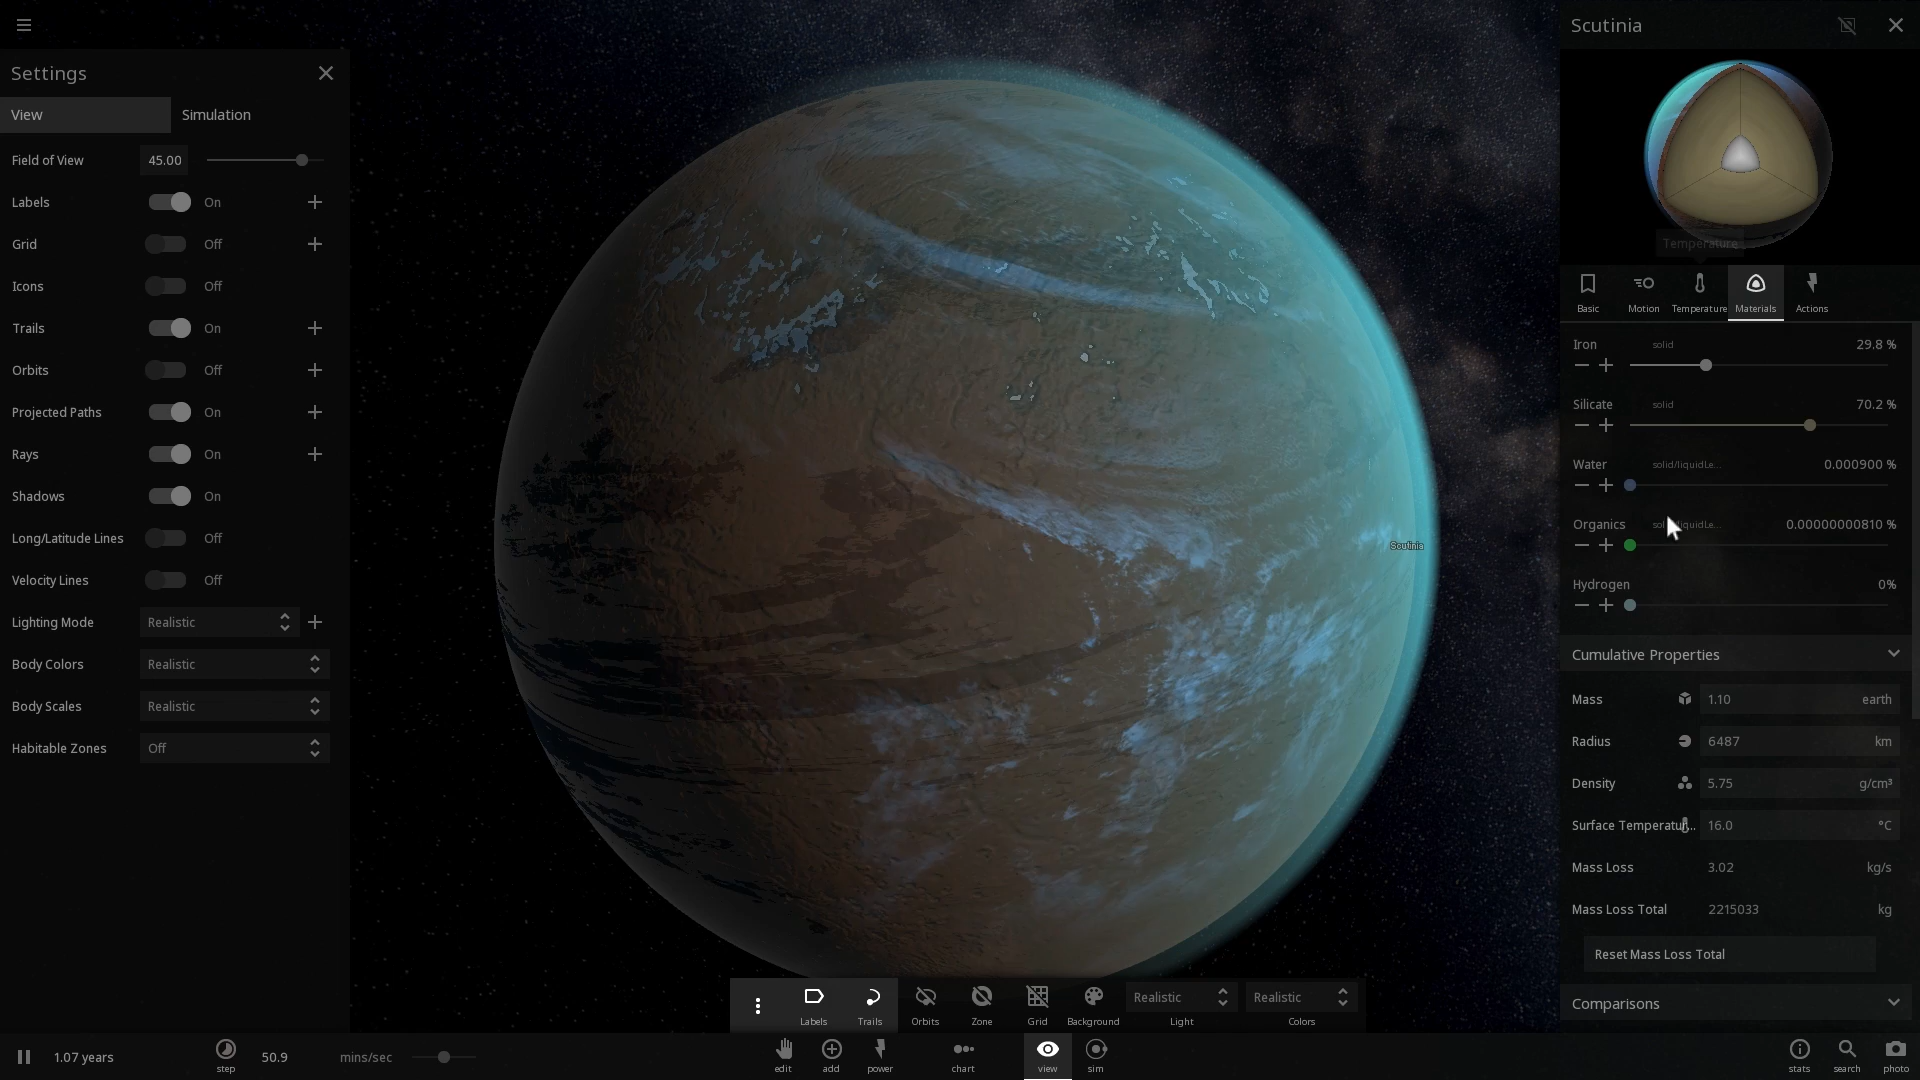 Settings
View
Simulation
Field of View 45.00
Labels On
Grid Off
Icons Off
Trails On
Orbits Off
Projected Paths On
Rays On
Shadows On
Long/Latitude Lines Off
Velocity Lines Off
Lighting Mode Realistic
Body Colors Realistic
Body Scales Realistic
Habitable Zones Off
Scutinia
Scutinia
Temperature
Basic
Motion
Temperature
Materials
Actions
Iron solid 29.8 %
Silicate solid 70.2 %
Water solid/liquidLe... 0.000900 %
Organics 0.00000000810 %
Hydrogen 0%
Cumulative Properties
Mass 1.10 earth
Radius 6487 km
Density 5.75 g/cm³
Surface Temperatur... 16.0 °C
Mass Loss 3.02 kg/s
Mass Loss Total 2215033 kg
Reset Mass Loss Total
Comparisons
Labels
Trails
Orbits
Zone
Grid
Background
Realistic
Light
Realistic
Colors
1.07 years
step
50.9 mins/sec
edit
add
power
chart
view
sim
stats
search
photo